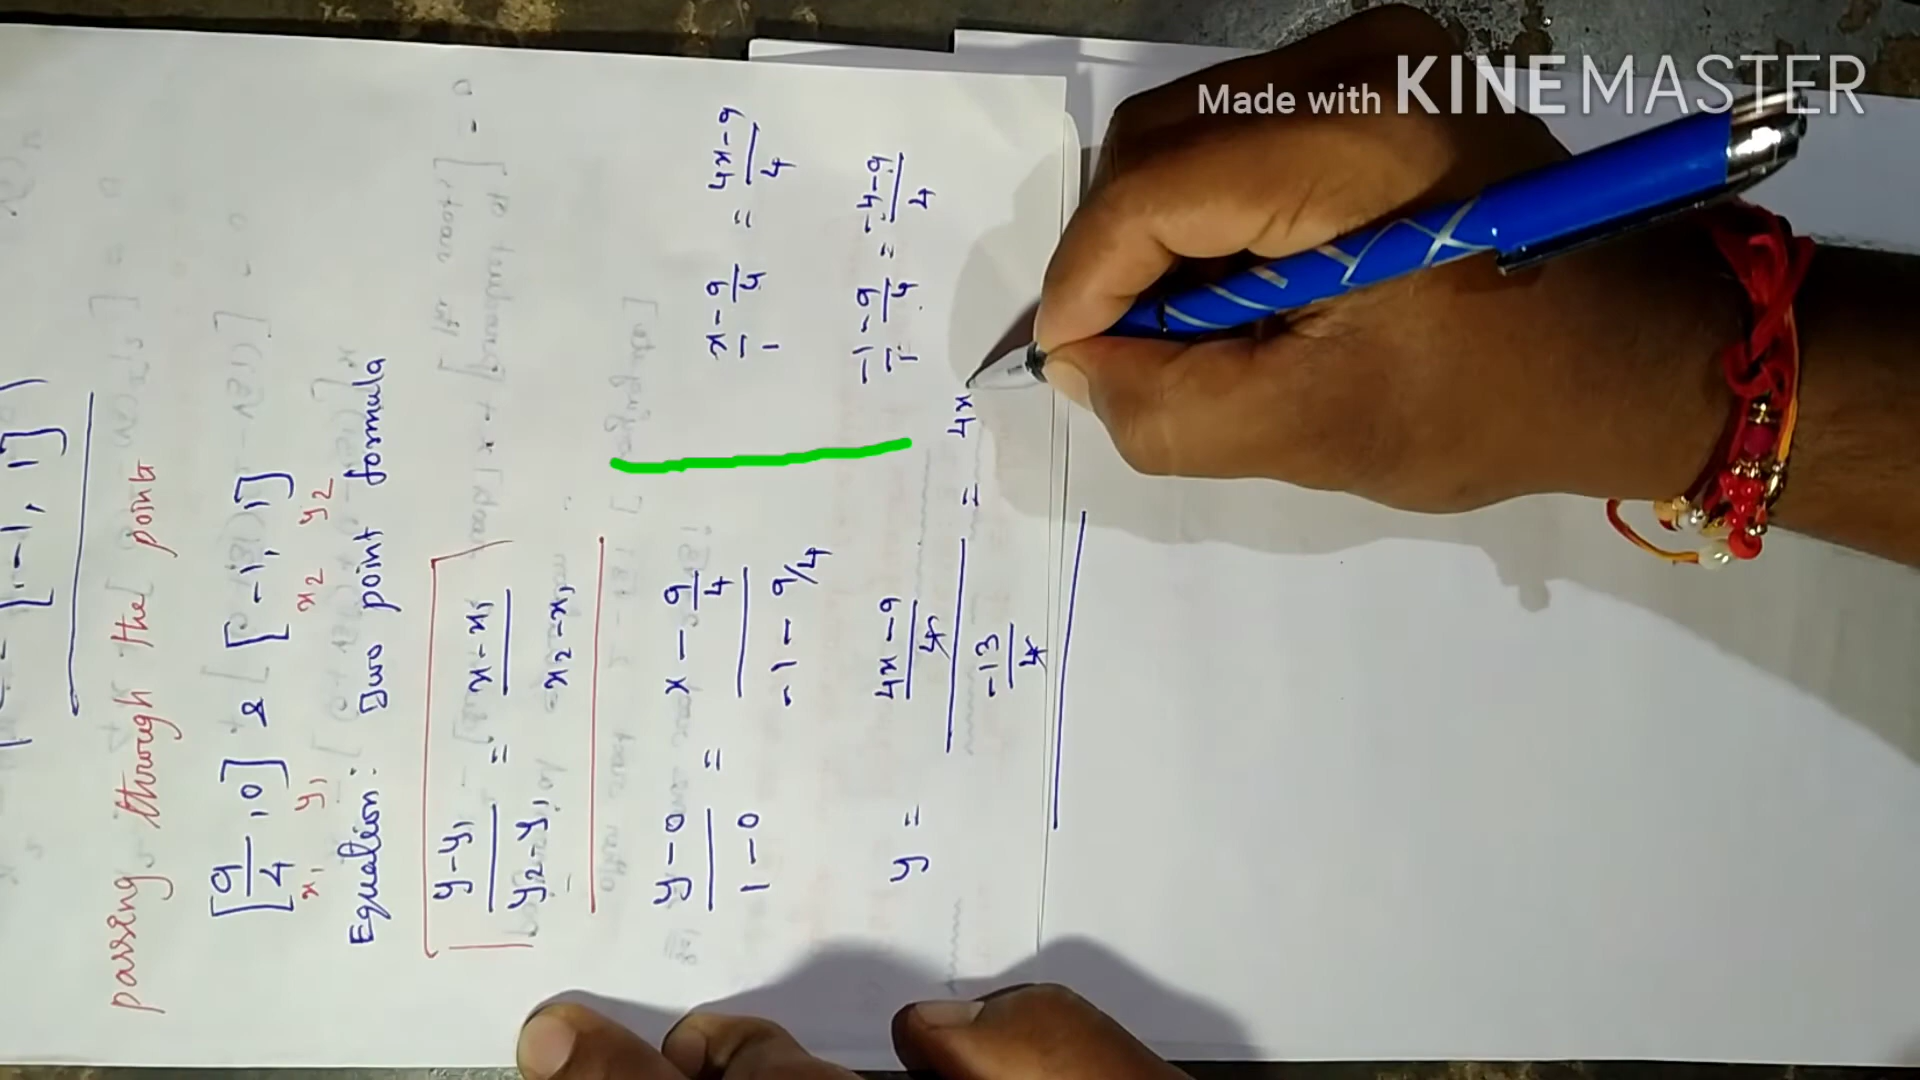 Made with KINEMASTER
[-1, 1]
passing through the point
[9/4, 0] & [-1, 1]
x1 y1 x2 y2
Equation: Two point formula
y-y1/y2-y1 = x-x1/x2-x1
y-0/1-0 = x-9/4/-1-9/4
x/1-9/4 = 4x-9/4
-1/1-9/4 = -4-9/4
y = 4x-9/4/-13/4 = 4x